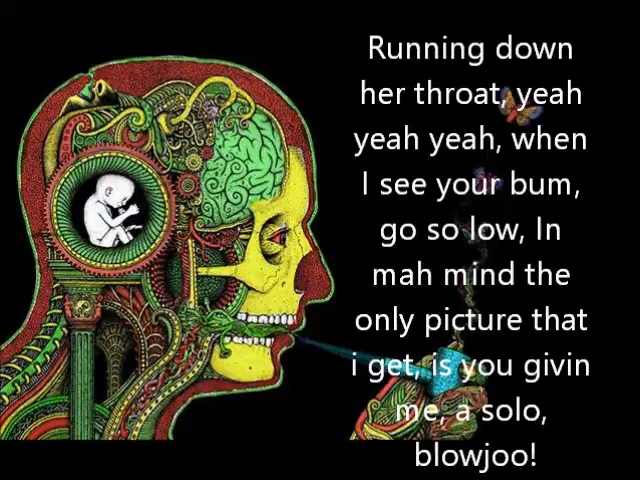 Running down
her throat, yeah
yeah yeah, when
I see your bum,
go so low, In
mah mind the
only picture that
i get, is you givin
me, a solo,
blowjoo!